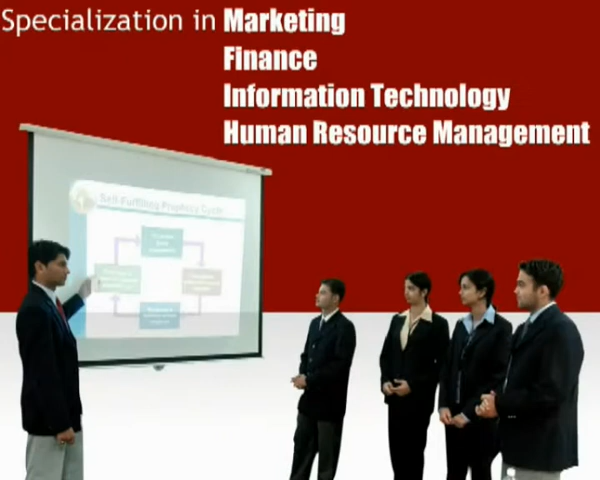 Specialization in Marketing
Finance
Information Technology
Human Resource Management
Self Fulfilling Prophecy Cycle